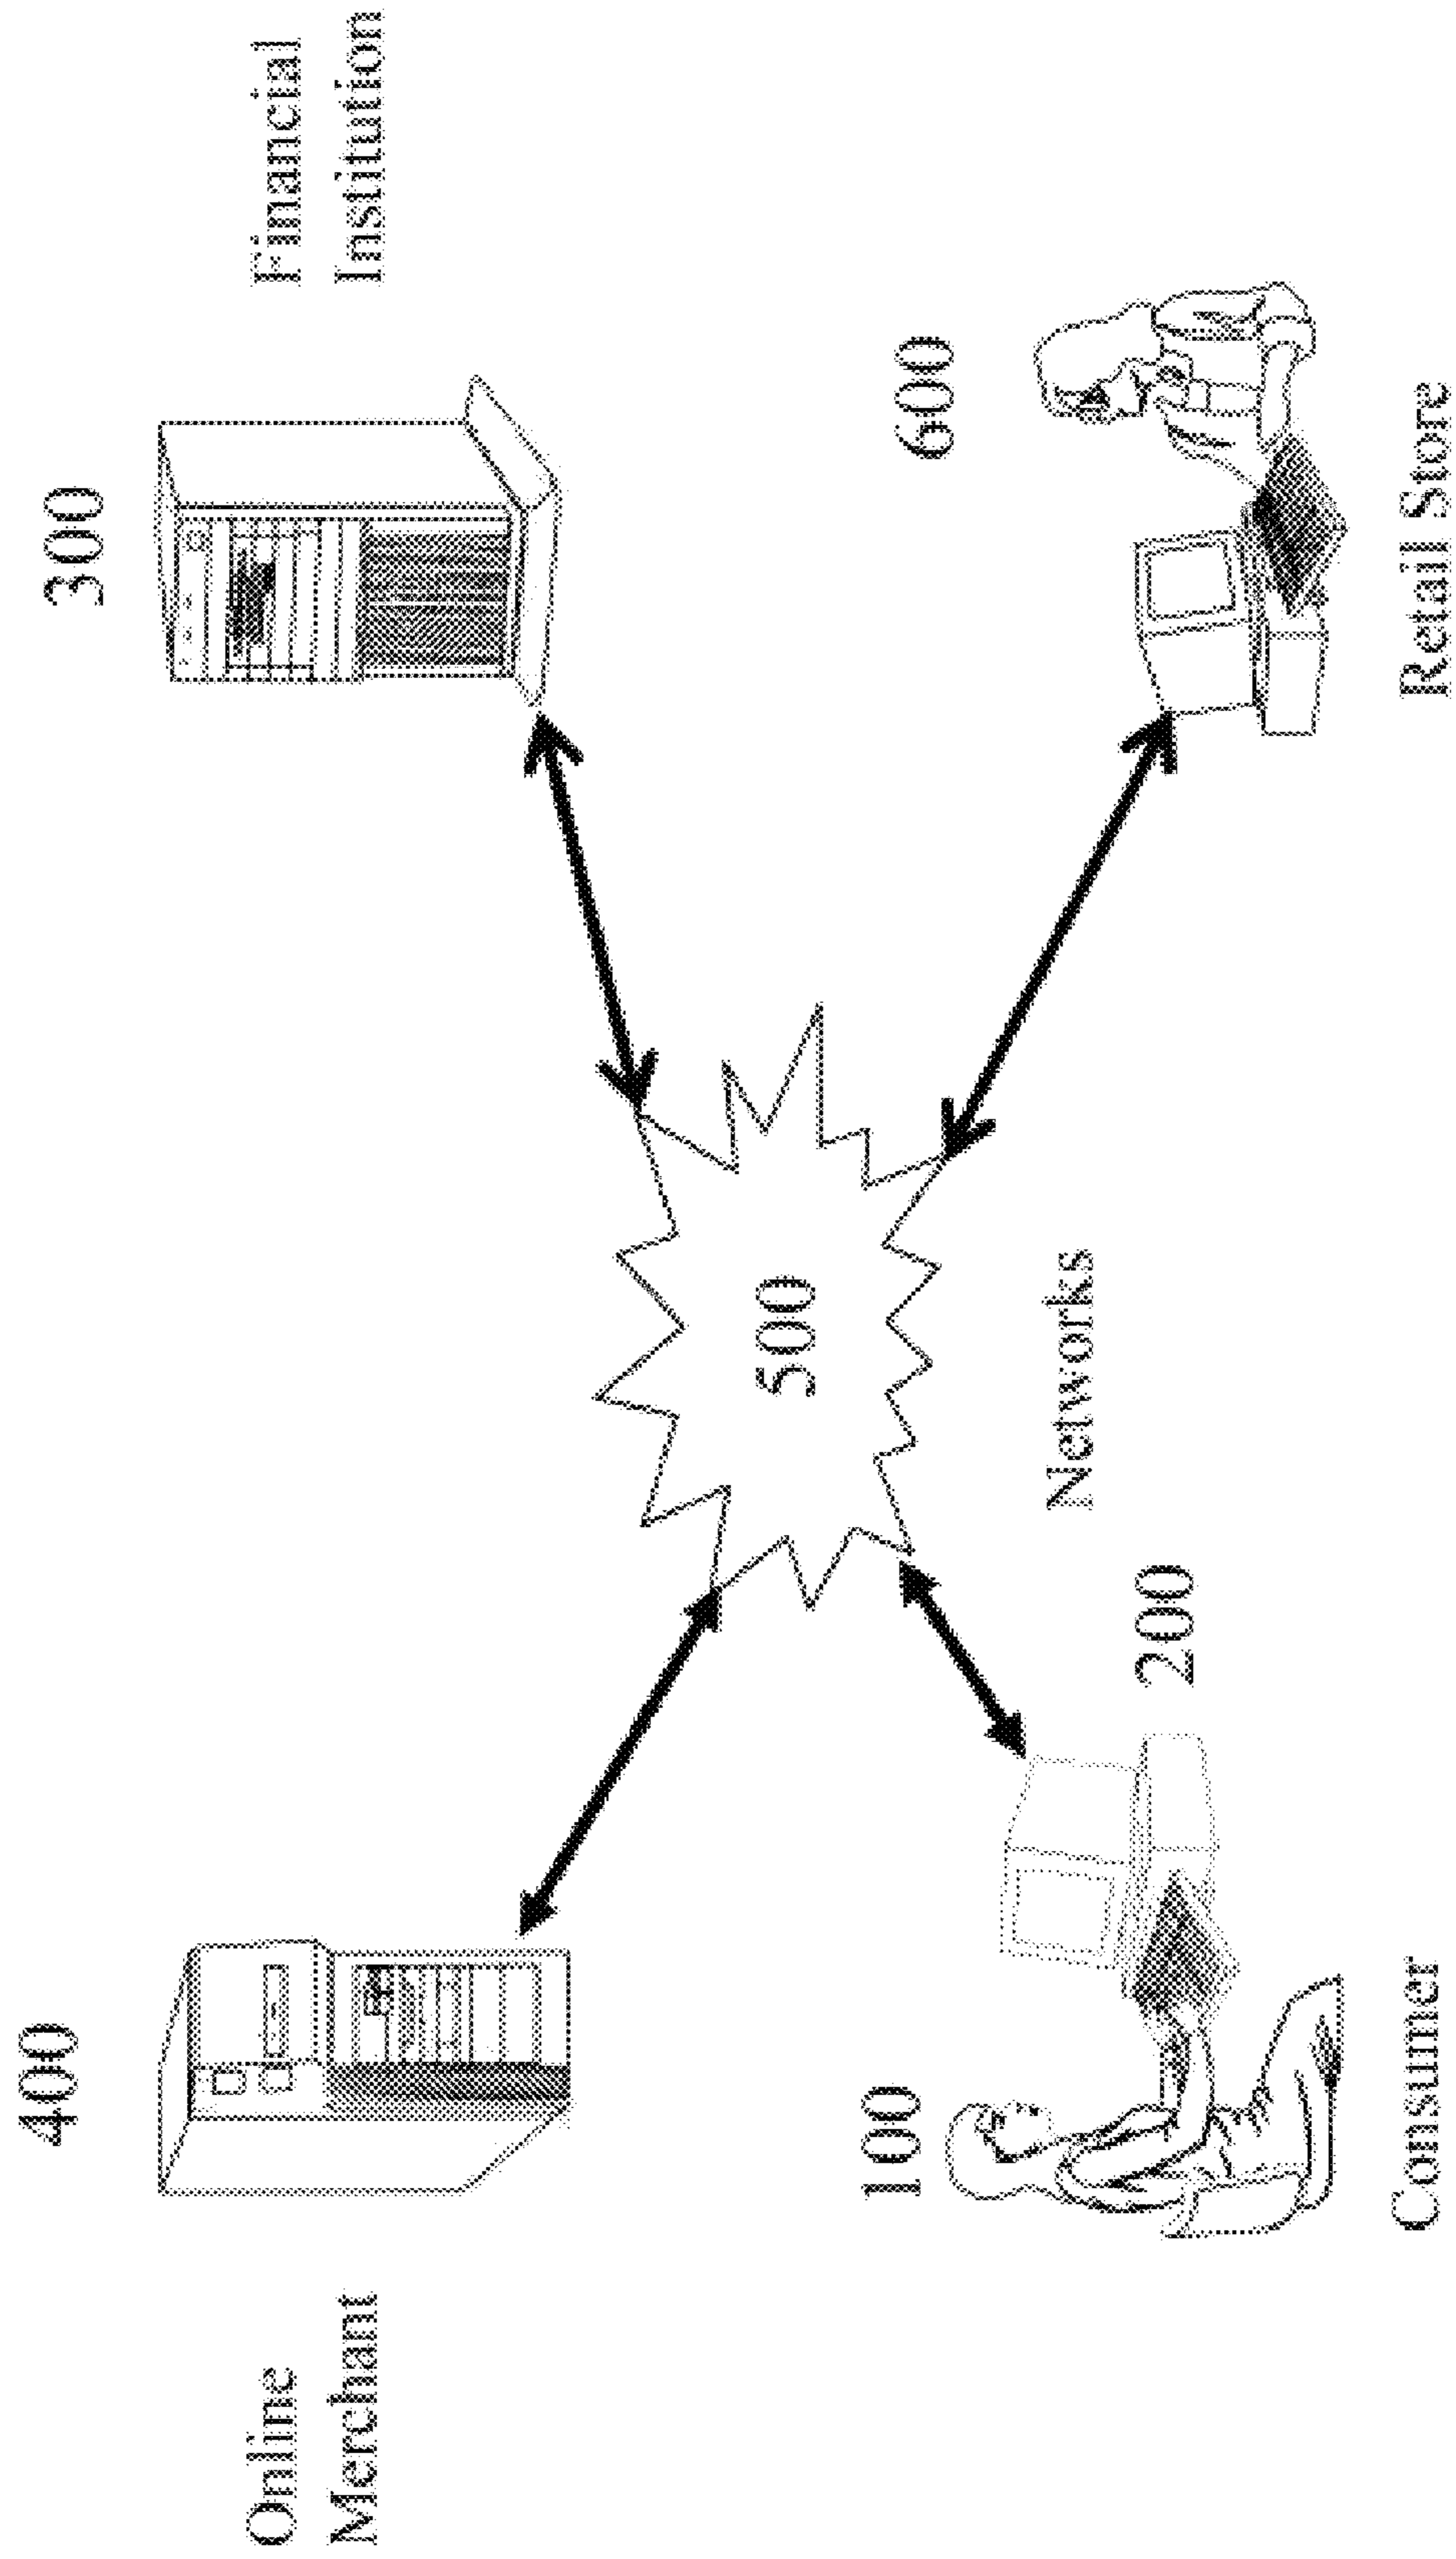 400
300
Online
Merchant
Financial
Institution
500
100
600
Networks
200
Consumer
Retail Store